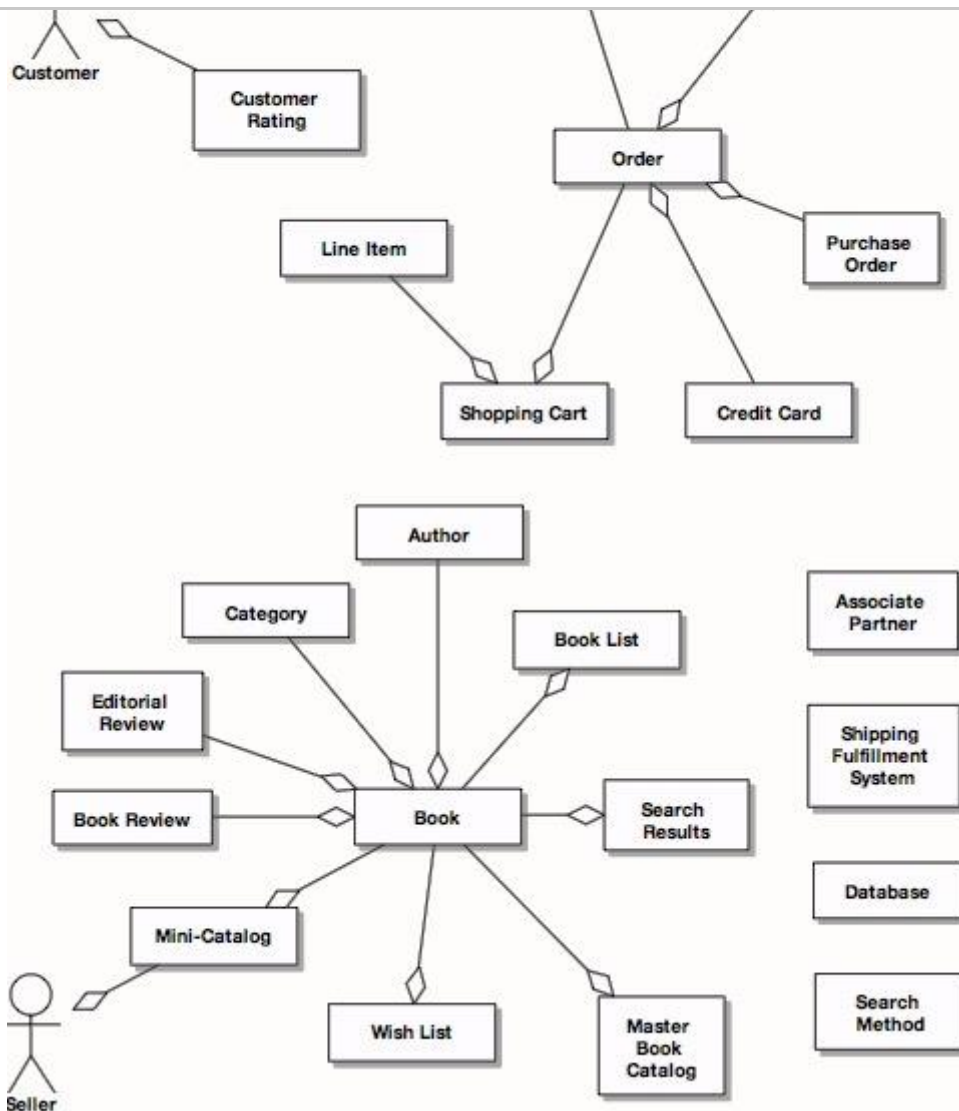 Customer
Customer
Rating
Order
Line Item
Purchase
Order
Shopping Cart
Credit Card
Author
Category
Book List
Associate
Partner
Editorial
Review
Shipping
Fulfillment
System
Book Review
Book
Search
Results
Database
Mini-Catalog
Wish List
Master
Book
Catalog
Search
Method
Seller